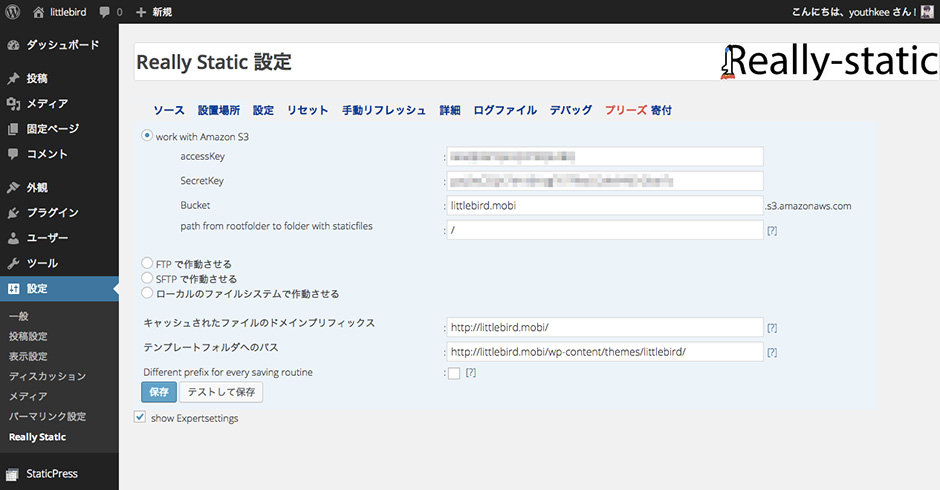 littlebird 0 新規 こんにちは、youthkee さん !
ダッシュボード
投稿
メディア
固定ページ
コメント
外観
プラグイン
ユーザー
ツール
設定
一般
投稿設定
表示設定
ディスカッション
メディア
パーマリンク設定
Really Static
StaticPress
Really Static 設定
Really-static
ソース 設置場所 設定 リセット 手動リフレッシュ 詳細 ログファイル デバッグ プリーズ 寄付
work with Amazon S3
accessKey :
SecretKey :
Bucket : littlebird.mobi .s3.amazonaws.com
path from rootfolder to folder with staticfiles : / [?]
FTP で作動させる
SFTP で作動させる
ローカルのファイルシステムで作動させる
キャッシュされたファイルのドメインプリフィックス : http://littlebird.mobi/ [?]
テンプレートフォルダへのパス : http://littlebird.mobi/wp-content/themes/littlebird/ [?]
Different prefix for every saving routine : [?]
保存 テストして保存
show Expertsettings